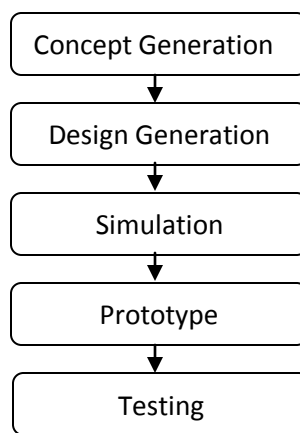 Concept Generation
Design Generation
Simulation
Prototype
Testing